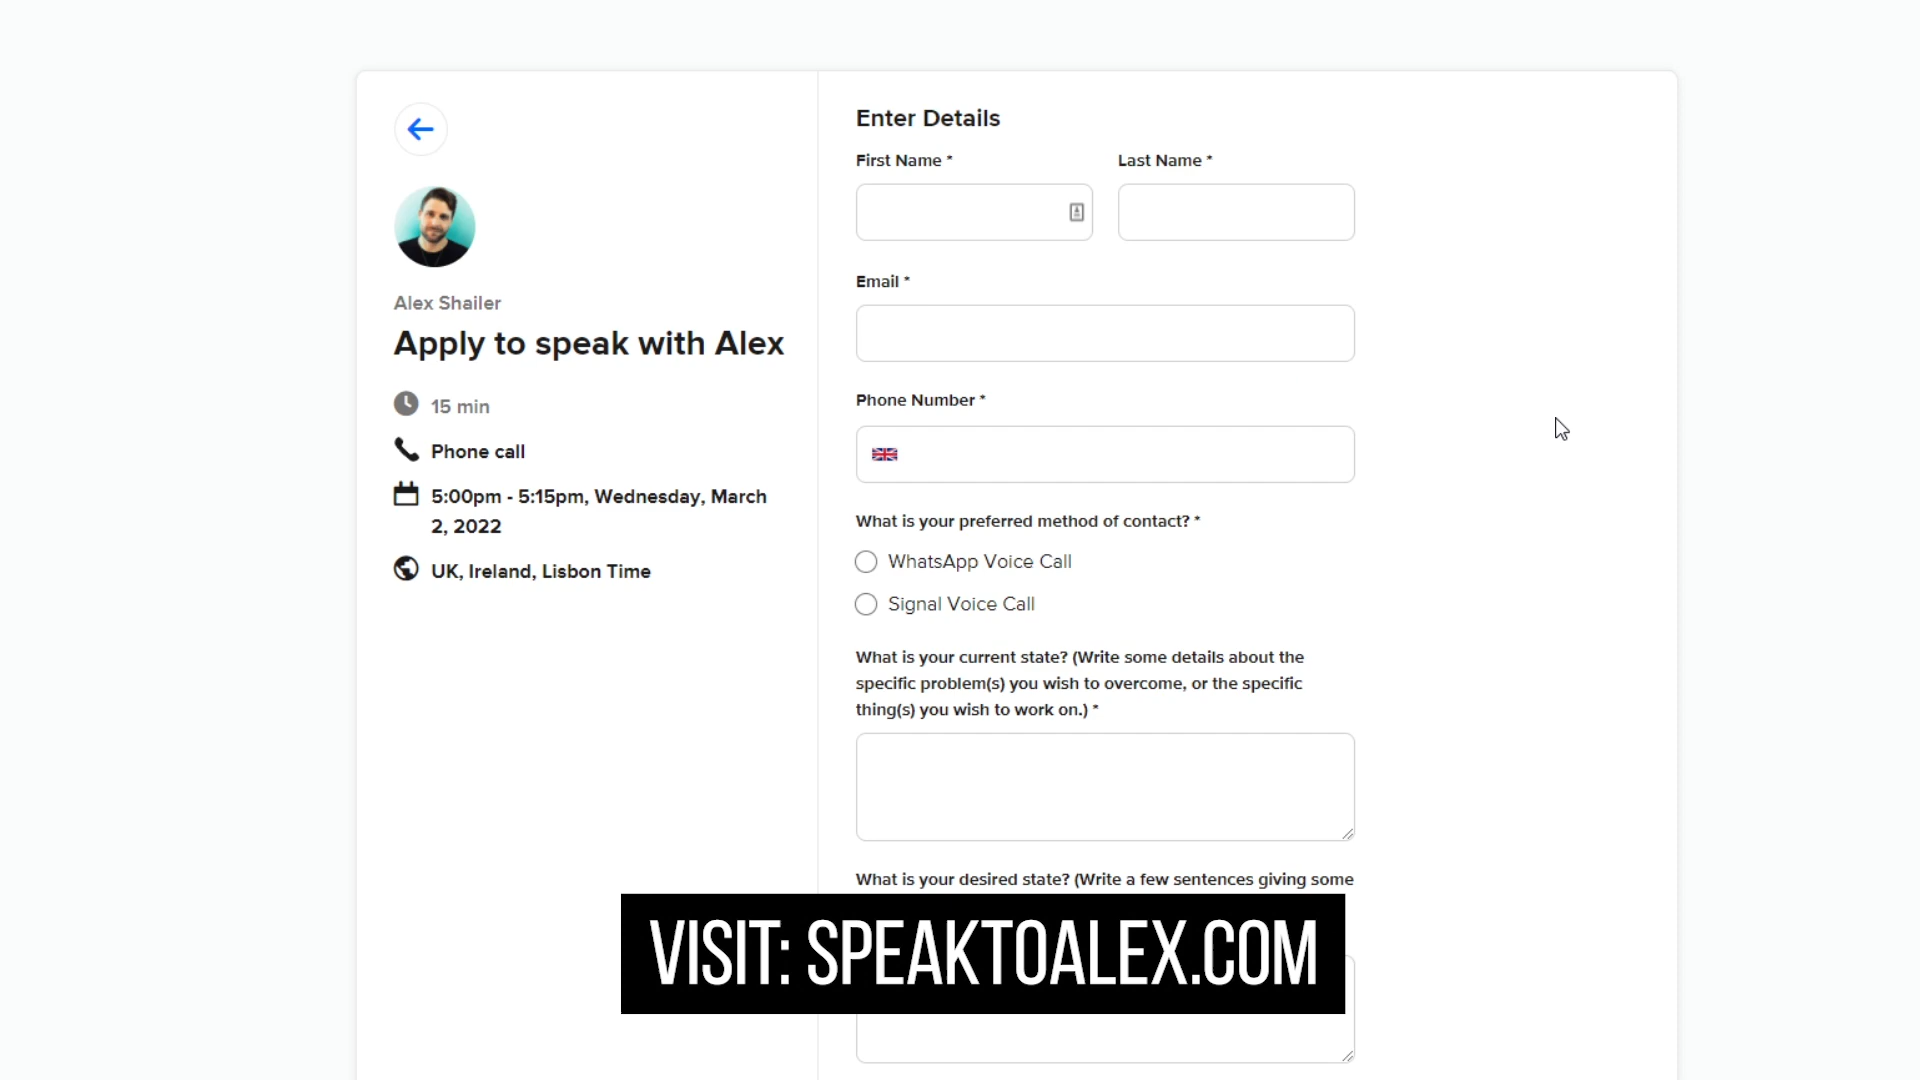 Alex Shailer
Apply to speak with Alex
15 min
Phone call
5:00pm - 5:15pm, Wednesday, March
2, 2022
UK, Ireland, Lisbon Time
Enter Details
First Name *
Last Name *
Email *
Phone Number *
What is your preferred method of contact? *
WhatsApp Voice Call
Signal Voice Call
What is your current state? (Write some details about the
specific problem(s) you wish to overcome, or the specific
thing(s) you wish to work on.) *
What is your desired state? (Write a few sentences giving some
VISIT: SPEAKTOALEX.COM